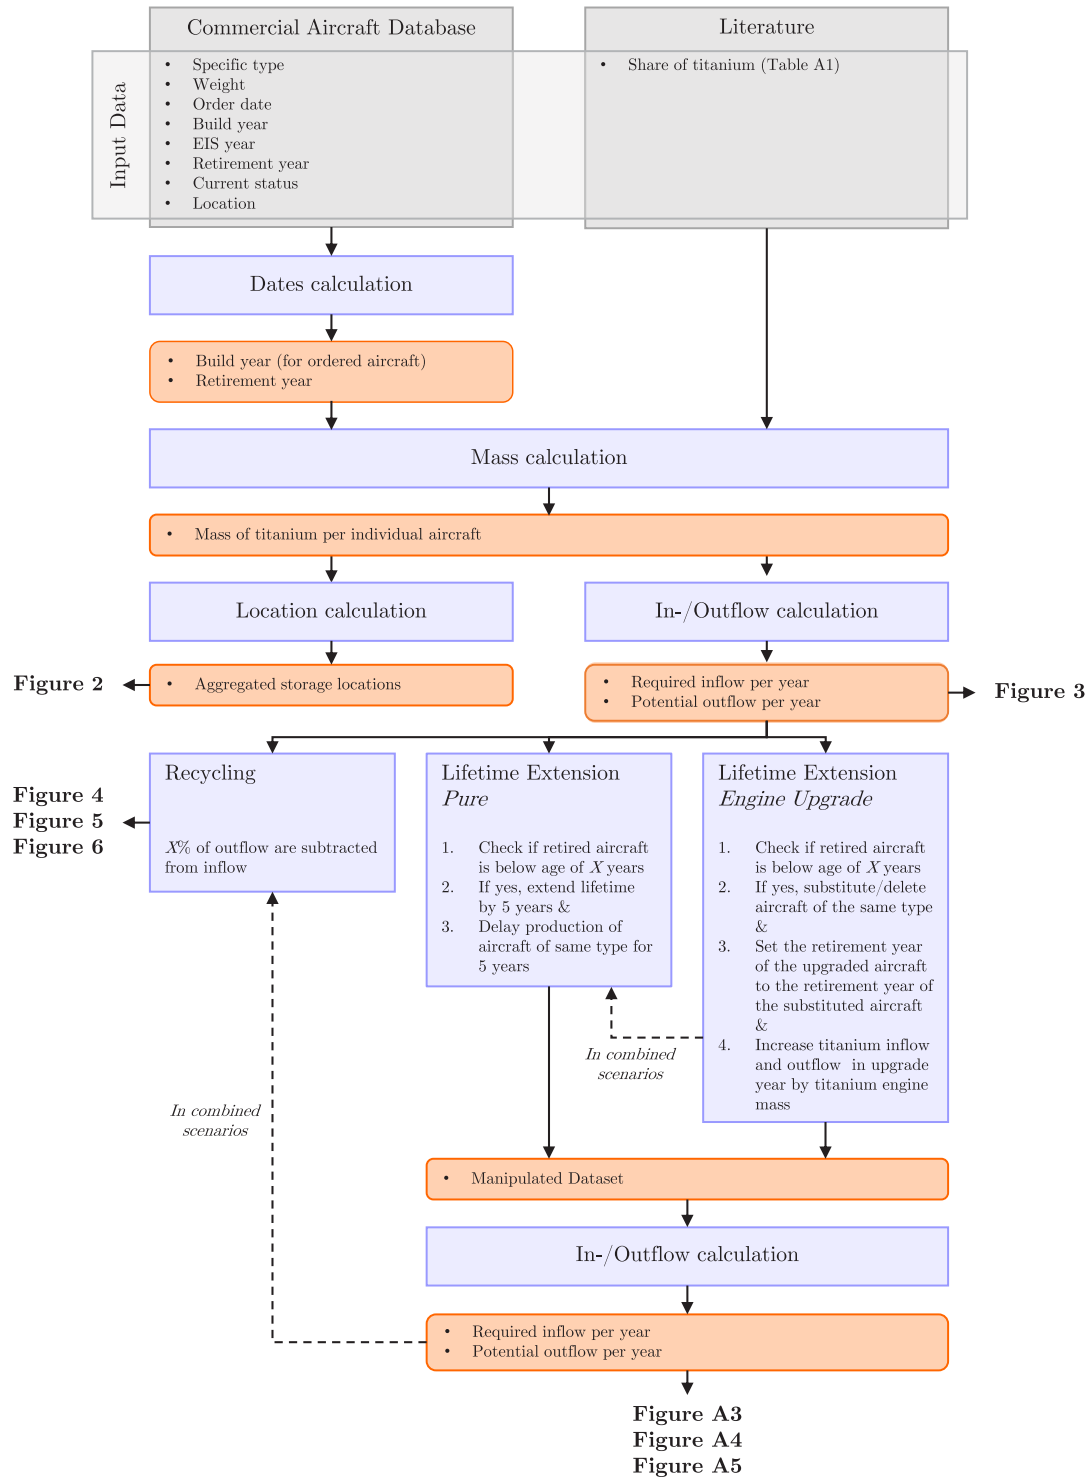 Commercial Aircraft Database
Literature
Input Data
• Specific type
• Weight
• Order date
• Build year
• EIS year
• Retirement year
• Current status
• Location
• Share of titanium (Table A1)
Dates calculation
• Build year (for ordered aircraft)
• Retirement year
Mass calculation
• Mass of titanium per individual aircraft
Location calculation
In-/Outflow calculation
Figure 2
• Aggregated storage locations
• Required inflow per year
• Potential outflow per year
Figure 3
Figure 4
Figure 5
Figure 6
Recycling
X% of outflow are subtracted
from inflow
Lifetime Extension
Pure
1. Check if retired aircraft
is below age of X years
2. If yes, extend lifetime
by 5 years &
3. Delay production of
aircraft of same type for
5 years
Lifetime Extension
Engine Upgrade
1. Check if retired aircraft
is below age of X years
2. If yes, substitute/delete
aircraft of the same type
&
3. Set the retirement year
of the upgraded aircraft
to the retirement year of
the substituted aircraft
&
4. Increase titanium inflow
and outflow in upgrade
year by titanium engine
mass
In combined
scenarios
In combined
scenarios
• Manipulated Dataset
In-/Outflow calculation
• Required inflow per year
• Potential outflow per year
Figure A3
Figure A4
Figure A5